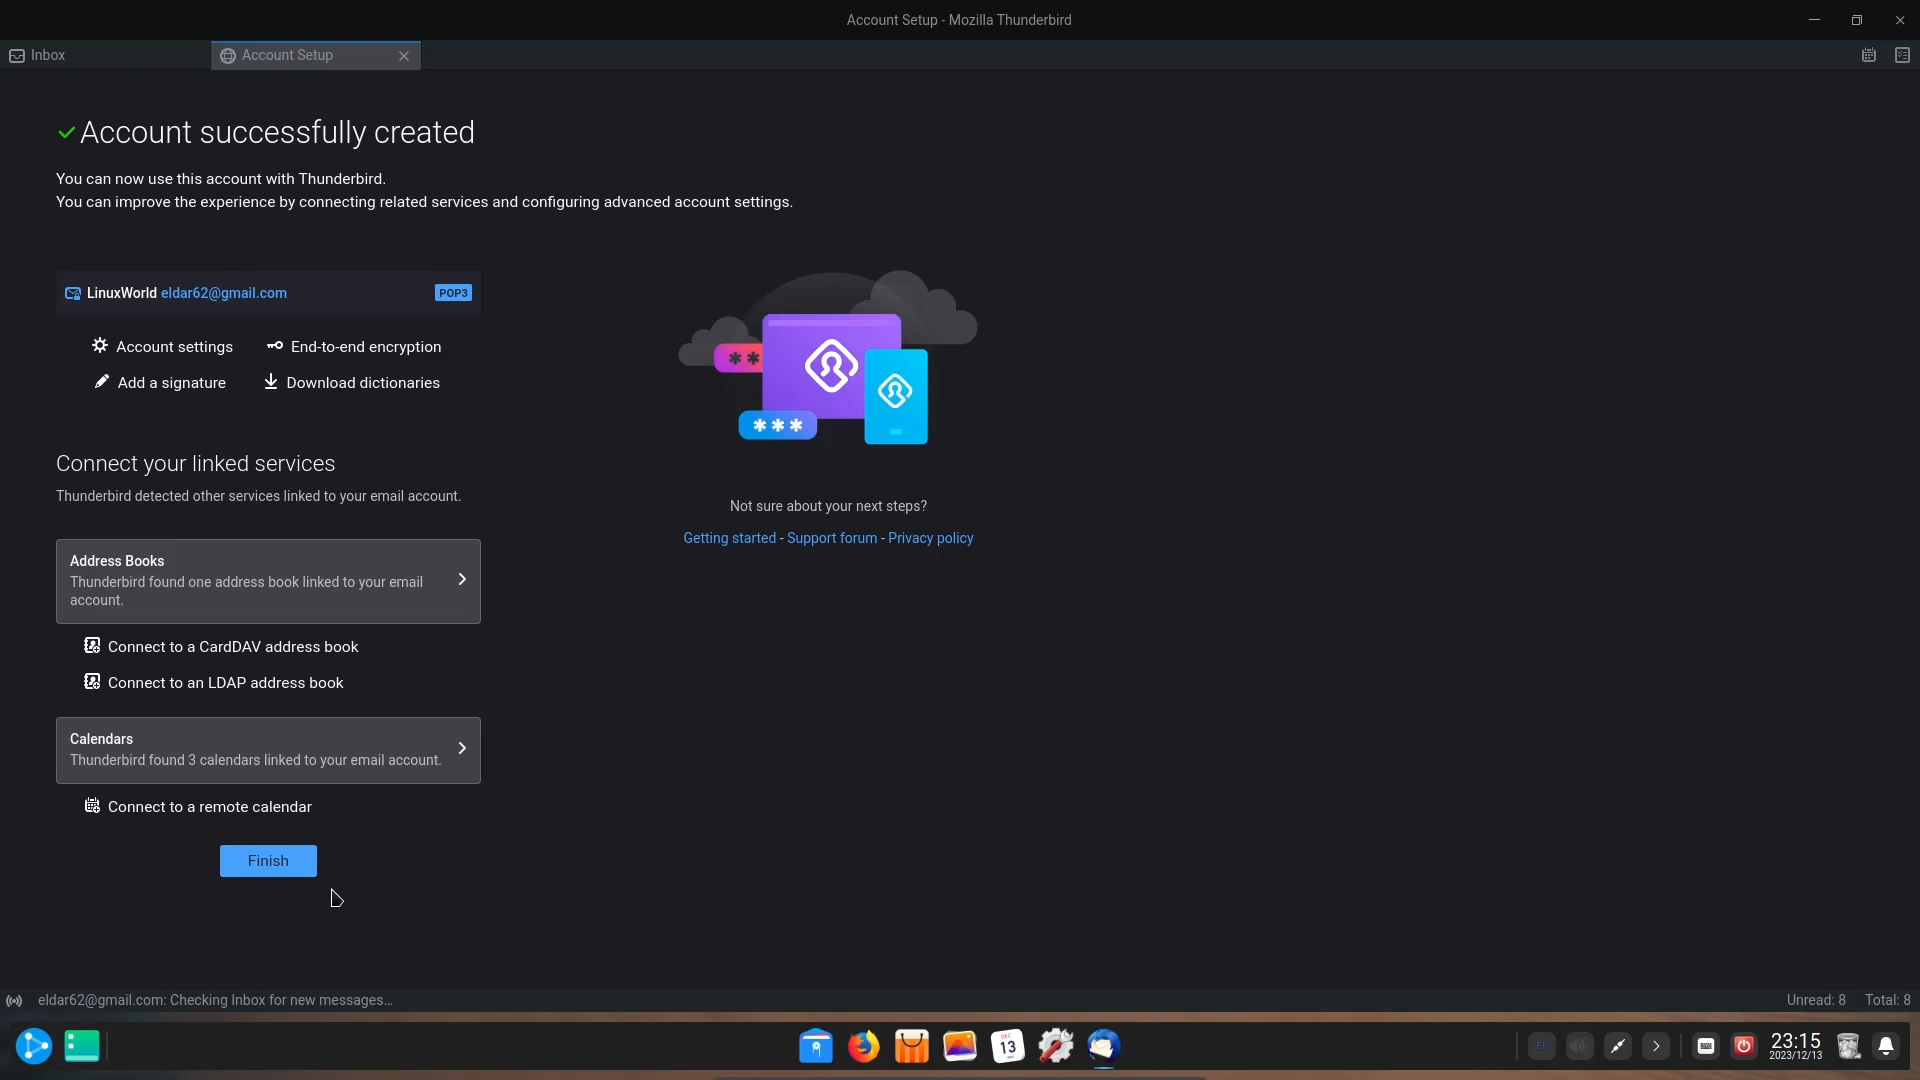 Account Setup - Mozilla Thunderbird
Inbox
Account Setup
Account successfully created
You can now use this account with Thunderbird.
You can improve the experience by connecting related services and configuring advanced account settings.
LinuxWorld eldar62@gmail.com POP3
Account settings
End-to-end encryption
Add a signature
Download dictionaries
Connect your linked services
Thunderbird detected other services linked to your email account.
Address Books
Thunderbird found one address book linked to your email
account.
Connect to a CardDAV address book
Connect to an LDAP address book
Calendars
Thunderbird found 3 calendars linked to your email account.
Connect to a remote calendar
Finish
***
Not sure about your next steps?
Getting started - Support forum - Privacy policy
eldar62@gmail.com: Checking Inbox for new messages…
Unread: 8
Total: 8
DEC
13
23:15
2023/12/13